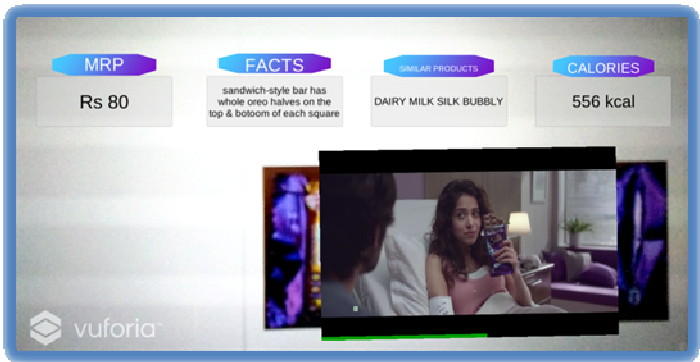 MRP
FACTS
SIMILAR PRODUCTS
CALORIES
Rs 80
sandwich-style bar has
whole oreo halves on the
top & botoom of each square
DAIRY MILK SILK BUBBLY
556 kcal
vuforia™